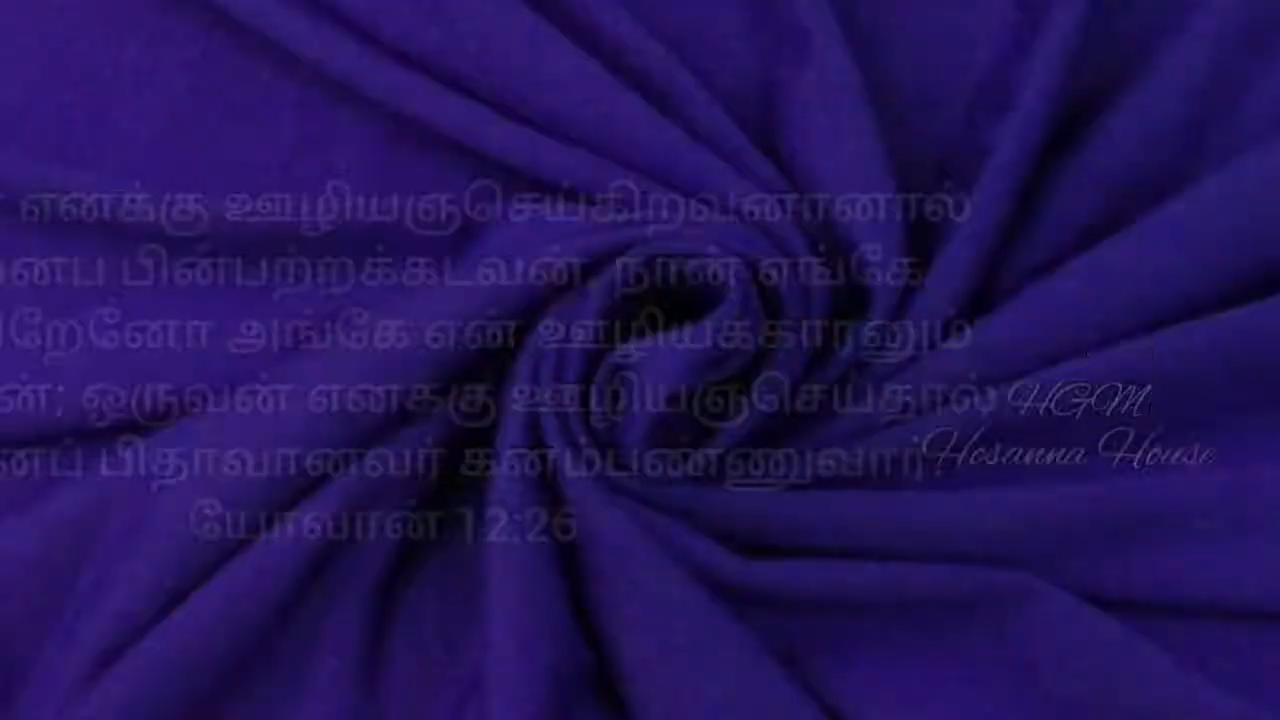 எனக்கு ஊழியஞ்செய்கிறவனானால்
பின்பற்றக்கடவன், நான் எங்கே
அங்கே என் ஊழியக்காரனும்
ஒருவன் எனக்கு ஊழியஞ்செய்தால்
பிதாவானவர் கனம்பண்ணுவார்.
யோவான் 12:26
HGM
Hosanna House